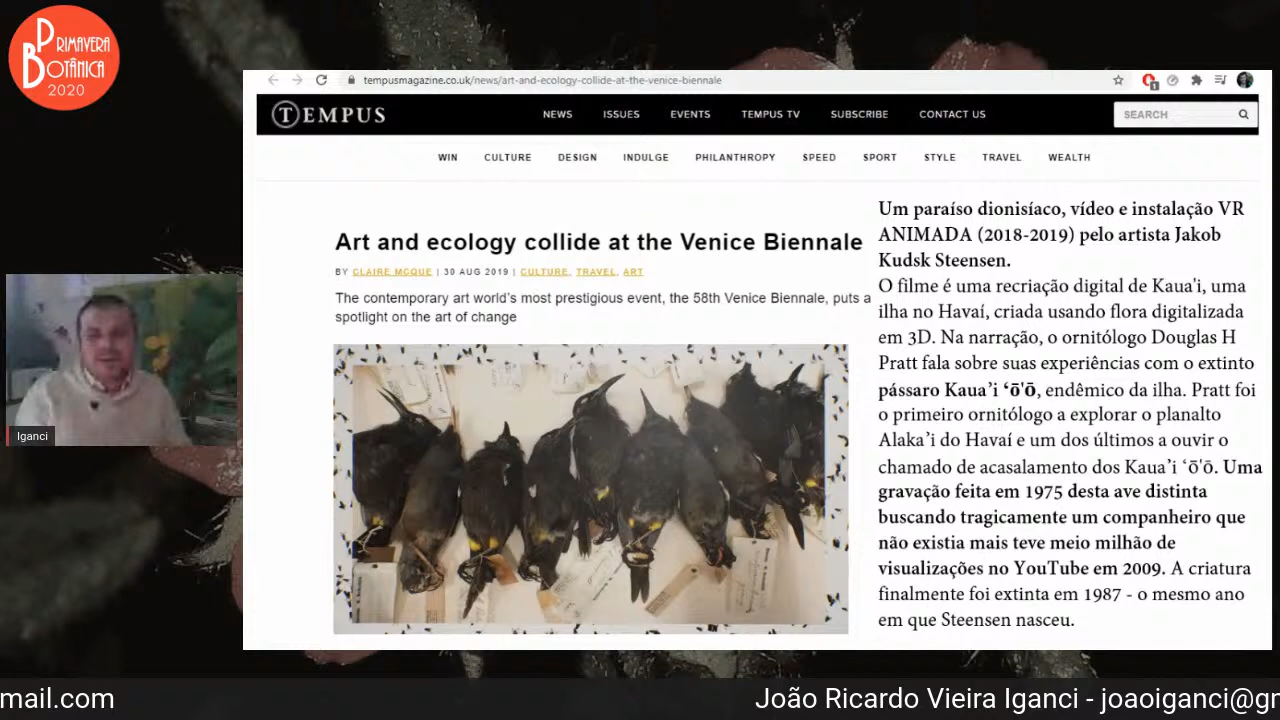 PRIMAVERA
BOTÂNICA
2020
tempusmagazine.co.uk/news/art-and-ecology-collide-at-the-venice-biennale
TEMPUS
NEWS ISSUES EVENTS TEMPUS TV SUBSCRIBE CONTACT US
SEARCH
WIN CULTURE DESIGN INDULGE PHILANTHROPY SPEED SPORT STYLE TRAVEL WEALTH
Art and ecology collide at the Venice Biennale
BY CLAIRE MCQUE | 30 AUG 2019 | CULTURE, TRAVEL, ART
The contemporary art world's most prestigious event, the 58th Venice Biennale, puts a
spotlight on the art of change
Um paraíso dionisíaco, vídeo e instalação VR
ANIMADA (2018-2019) pelo artista Jakob
Kudsk Steensen.
O filme é uma recriação digital de Kaua'i, uma
ilha no Havaí, criada usando flora digitalizada
em 3D. Na narração, o ornitólogo Douglas H
Pratt fala sobre suas experiências com o extinto
pássaro Kaua’i ‘ō'ō, endêmico da ilha. Pratt foi
o primeiro ornitólogo a explorar o planalto
Alaka’i do Havaí e um dos últimos a ouvir o
chamado de acasalamento dos Kaua’i ‘ō'ō. Uma
gravação feita em 1975 desta ave distinta
buscando tragicamente um companheiro que
não existia mais teve meio milhão de
visualizações no YouTube em 2009. A criatura
finalmente foi extinta em 1987 - o mesmo ano
em que Steensen nasceu.
Iganci
mail.com
João Ricardo Vieira Iganci - joaoiganci@gm